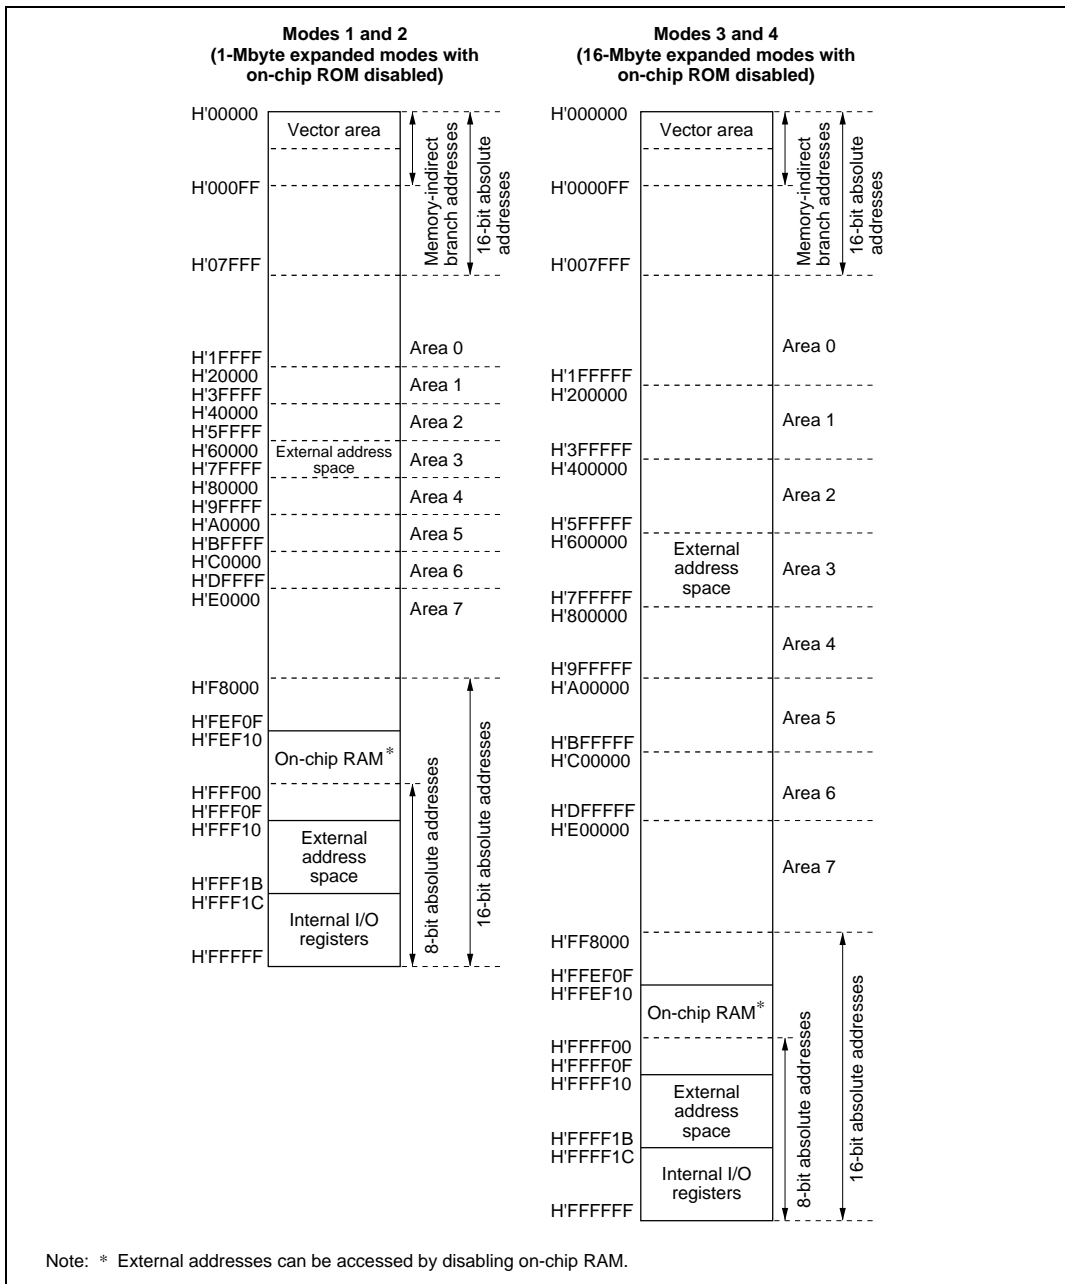 Modes 1 and 2
(1-Mbyte expanded modes with
on-chip ROM disabled)
H'00000
Vector area
H'000FF
H'07FFF
Memory-indirect
branch addresses
16-bit absolute
addresses
H'1FFFF
Area 0
H'20000
H'3FFFF
Area 1
H'40000
H'5FFFF
Area 2
H'60000
H'7FFFF
External address
space
Area 3
H'80000
H'9FFFF
Area 4
H'A0000
H'BFFFF
Area 5
H'C0000
H'DFFFF
Area 6
H'E0000
Area 7
H'F8000
H'FEF0F
H'FEF10
On-chip RAM*
H'FFF00
H'FFF0F
H'FFF10
External
address
space
H'FFF1B
H'FFF1C
Internal I/O
registers
H'FFFFF
8-bit absolute addresses
16-bit absolute addresses
Modes 3 and 4
(16-Mbyte expanded modes with
on-chip ROM disabled)
H'000000
Vector area
H'0000FF
H'007FFF
Memory-indirect
branch addresses
16-bit absolute
addresses
Area 0
H'1FFFFF
H'200000
Area 1
H'3FFFFF
H'400000
Area 2
H'5FFFFF
H'600000
External
address
space
Area 3
H'7FFFFF
H'800000
Area 4
H'9FFFFF
H'A00000
Area 5
H'BFFFFF
H'C00000
Area 6
H'DFFFFF
H'E00000
Area 7
H'FF8000
H'FFEF0F
H'FFEF10
On-chip RAM*
H'FFFF00
H'FFFF0F
H'FFFF10
External
address
space
H'FFFF1B
H'FFFF1C
Internal I/O
registers
H'FFFFFF
8-bit absolute addresses
16-bit absolute addresses
Note: * External addresses can be accessed by disabling on-chip RAM.